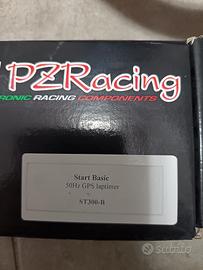 PZRacing
RONIC RACING COMPONENTS
Start Basic
50Hz GPS laptimer
ST300-B
subito